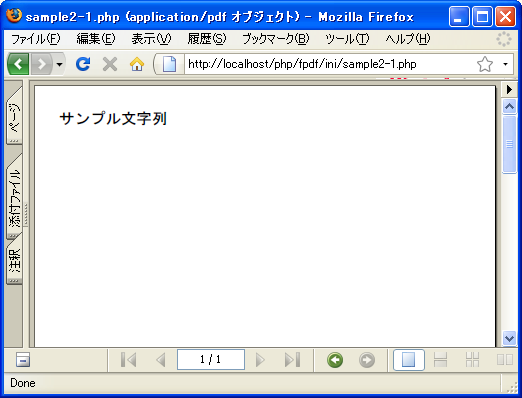 sample2-1.php (application/pdf オブジェクト) - Mozilla Firefox
ファイル(F) 編集(E) 表示(V) 履歴(S) ブックマーク(B) ツール(T) ヘルプ(H)
http://localhost/php/fpdf/ini/sample2-1.php
ページ
添付ファイル
注釈
サンプル文字列
1 / 1
Done